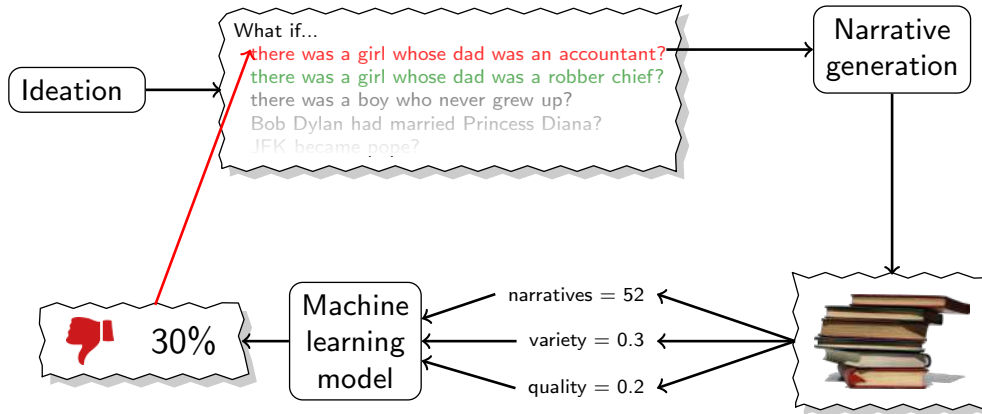 What if...
there was a girl whose dad was an accountant?
there was a girl whose dad was a robber chief?
there was a boy who never grew up?
Bob Dylan had married Princess Diana?
JFK became pope?
Ideation
Narrative
generation
narratives = 52
variety = 0.3
quality = 0.2
Machine
learning
model
30%